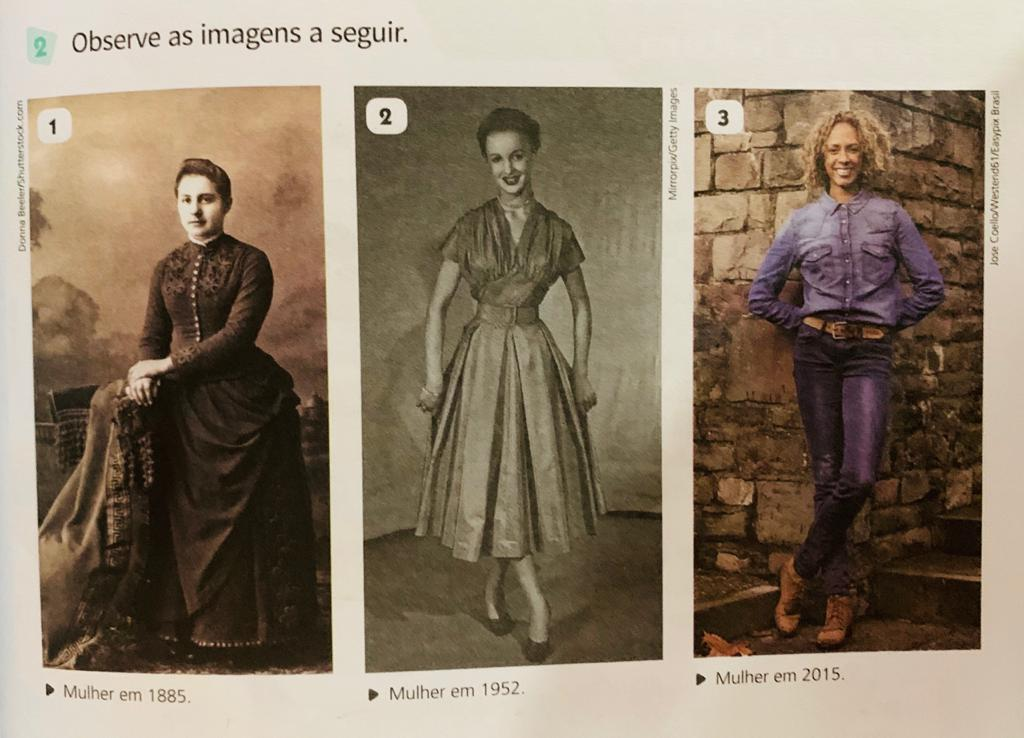 2 Observe as imagens a seguir.
1
Donna Beeler/Shutterstock.com
2
Mirrorpix/Getty Images
3
Jose Coello/Westend61/Easypix Brasil
Mulher em 1885.
Mulher em 1952.
Mulher em 2015.